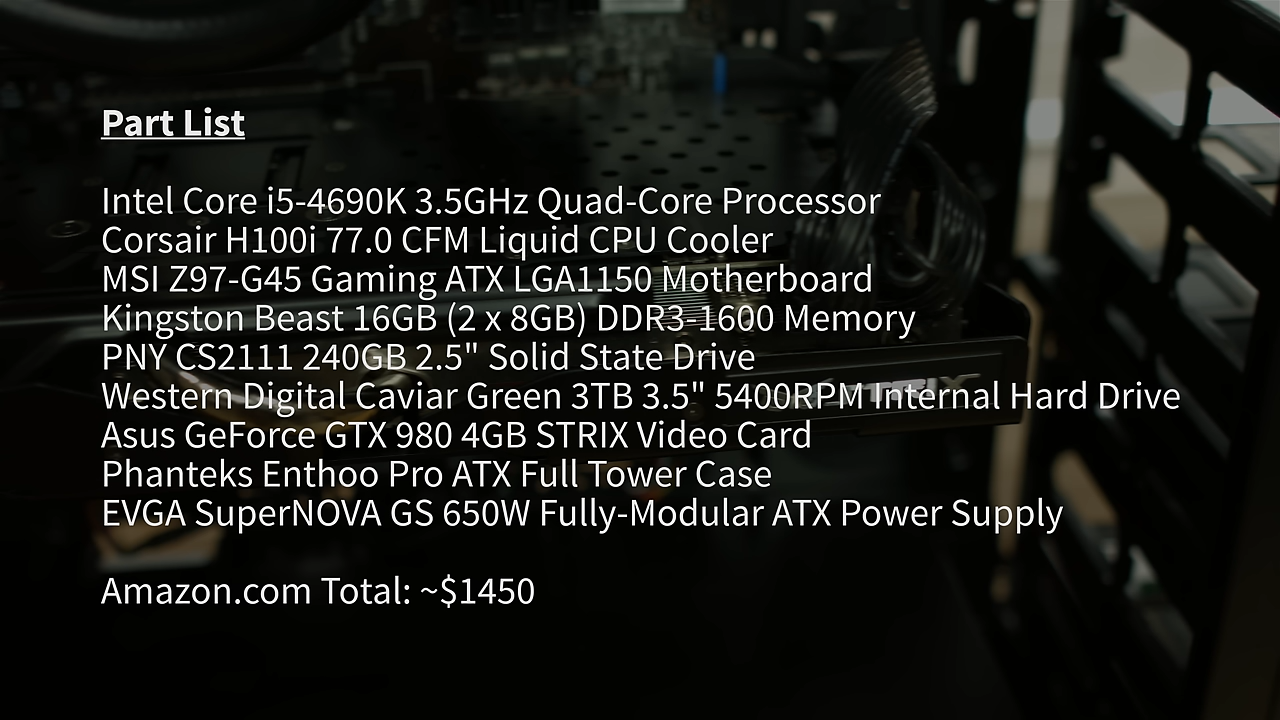 Part List
Intel Core i5-4690K 3.5GHz Quad-Core Processor
Corsair H100i 77.0 CFM Liquid CPU Cooler
MSI Z97-G45 Gaming ATX LGA1150 Motherboard
Kingston Beast 16GB (2 x 8GB) DDR3-1600 Memory
PNY CS2111 240GB 2.5" Solid State Drive
Western Digital Caviar Green 3TB 3.5" 5400RPM Internal Hard Drive
Asus GeForce GTX 980 4GB STRIX Video Card
Phanteks Enthoo Pro ATX Full Tower Case
EVGA SuperNOVA GS 650W Fully-Modular ATX Power Supply
Amazon.com Total: ~$1450